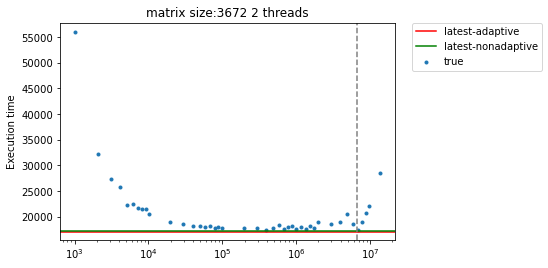 matrix size:3672 2 threads
Execution time
55000
50000
45000
40000
35000
30000
25000
20000
10³
10⁴
10⁵
10⁶
10⁷
latest-adaptive
latest-nonadaptive
true